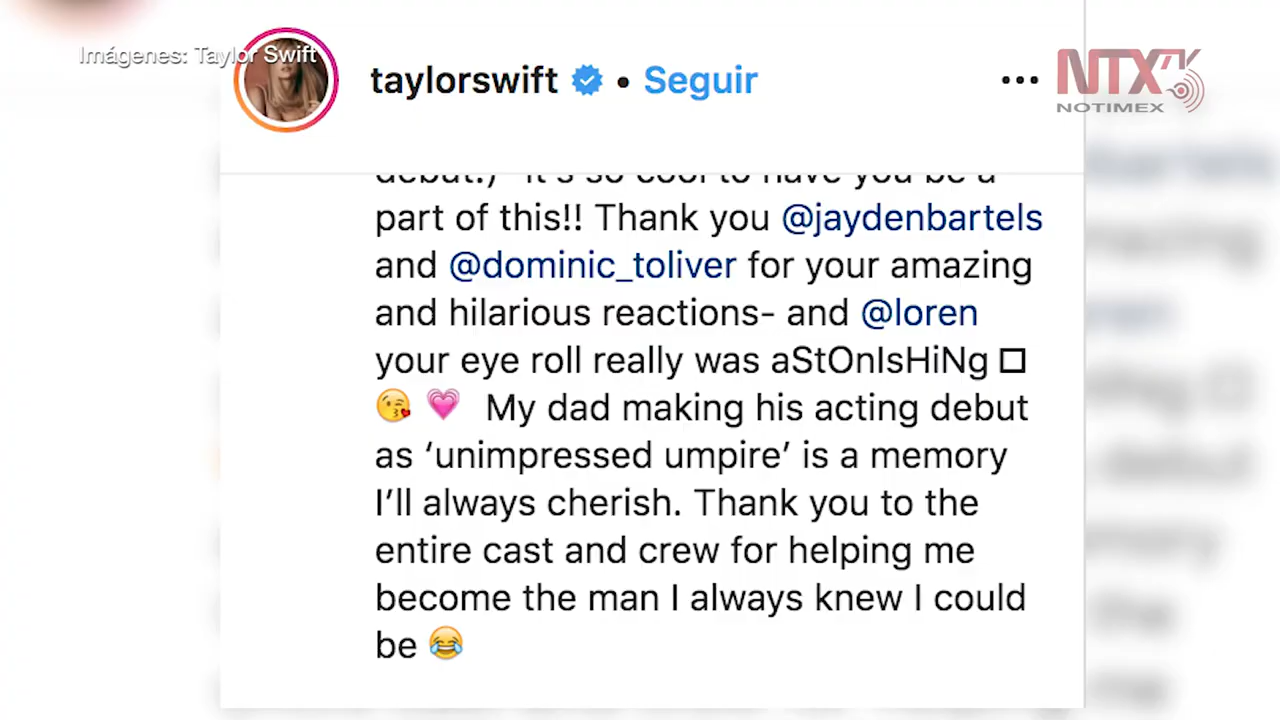 Imágenes: Taylor Swift
taylorswift • Seguir
NTX
NOTIMEX
debut.) It's so cool to have you be a
part of this!! Thank you @jaydenbartels
and @dominic_toliver for your amazing
and hilarious reactions- and @loren
your eye roll really was aStOnIsHiNg □
😘 💗 My dad making his acting debut
as ‘unimpressed umpire’ is a memory
I’ll always cherish. Thank you to the
entire cast and crew for helping me
become the man I always knew I could
be 😂